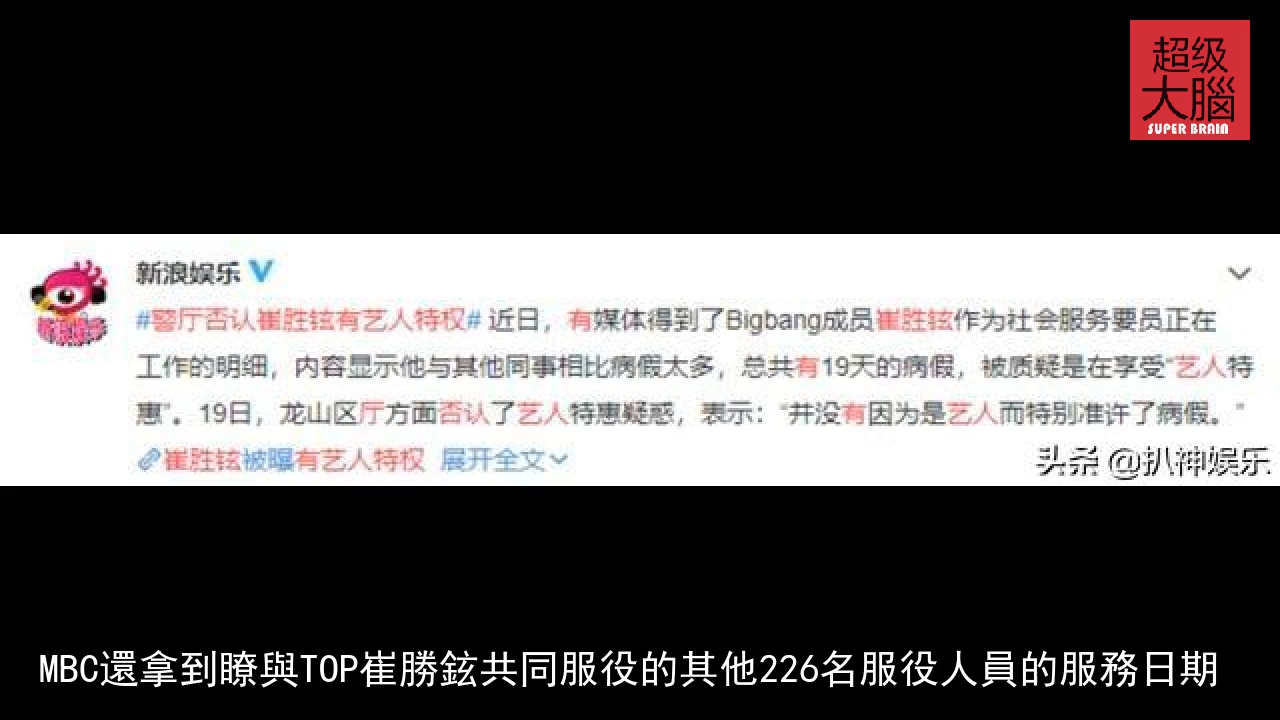 超级
大腦
SUPER BRAIN
新浪娱乐
#警厅否认崔胜铉有艺人特权# 近日，有媒体得到了Bigbang成员崔胜铉作为社会服务要员正在
工作的明细，内容显示他与其他同事相比病假太多，总共有19天的病假，被质疑是在享受“艺人特
惠”。19日，龙山区厅方面否认了艺人特惠疑惑，表示：“并没有因为是艺人而特别准许了病假。”
崔胜铉被曝有艺人特权 展开全文
头条 @扒神娱乐
MBC還拿到瞭與TOP崔勝鉉共同服役的其他226名服役人員的服務日期